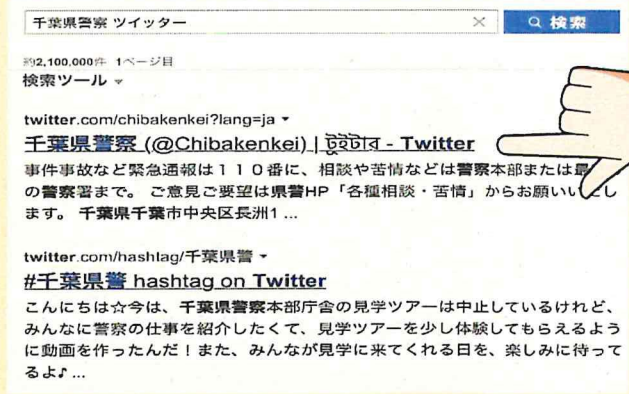 千葉県警察 ツイッター × 検索
約2,100,000件 1ページ目
検索ツール
twitter.com/chibakenkei?lang=ja
千葉県警察 (@Chibakenkei) | টুইটার - Twitter
事件事故など緊急通報は110番に、相談や苦情などは警察本部または最
の警察署まで。 ご意見ご要望は県警HP「各種相談・苦情」からお願いいたし
ます。 千葉県千葉市中央区長洲1 ...
twitter.com/hashtag/千葉県警
#千葉県警 hashtag on Twitter
こんにちは☆今は、千葉県警察本部庁舎の見学ツアーは中止しているけれど、
みんなに警察の仕事を紹介したくて、見学ツアーを少し体験してもらえるよう
に動画を作ったんだ！また、みんなが見学に来てくれる日を、楽しみに待って
るよ♪ ...